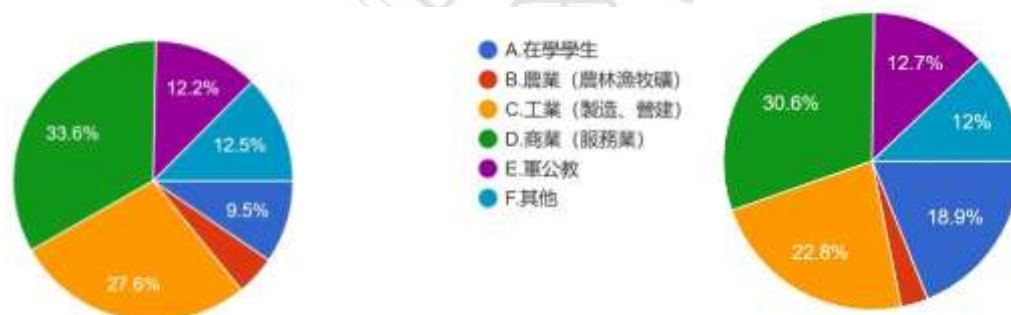 33.6%
12.2%
12.5%
9.5%
27.6%
A.在學學生
B.農業（農林漁牧礦）
C.工業（製造、營建）
D.商業（服務業）
E.軍公教
F.其他
30.6%
12.7%
12%
18.9%
22.8%